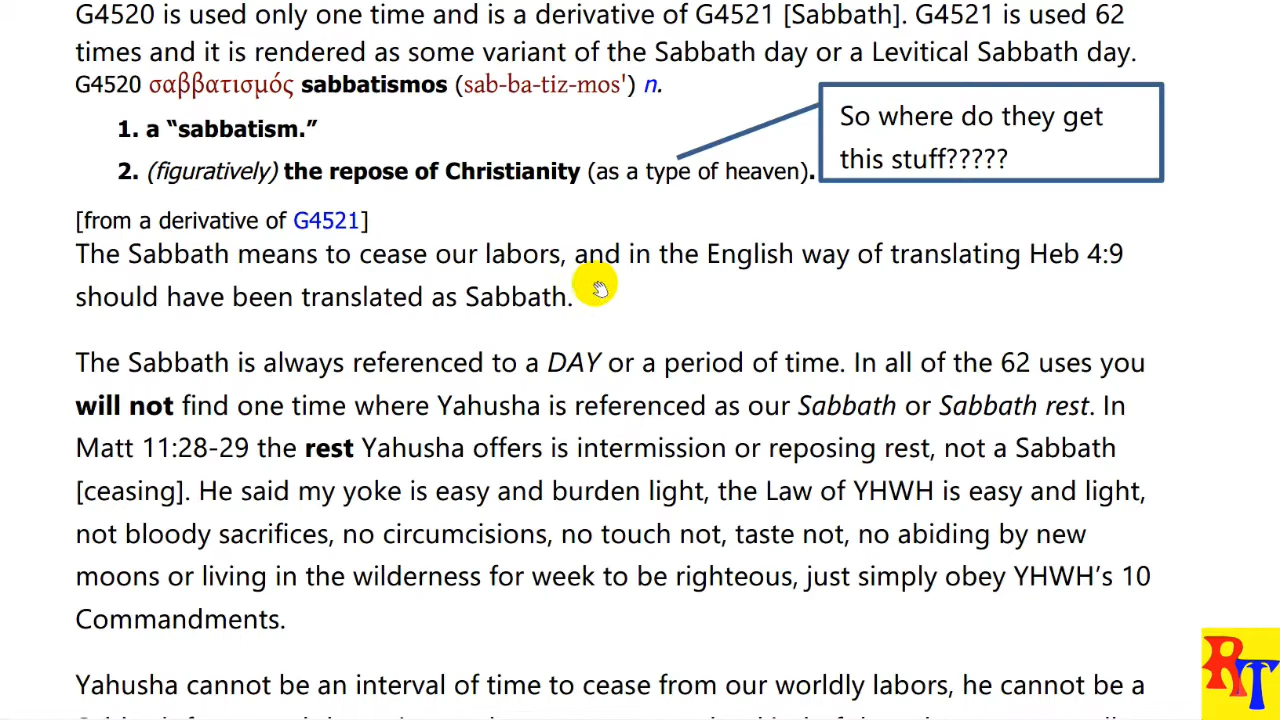 G4520 is used only one time and is a derivative of G4521 [Sabbath]. G4521 is used 62
times and it is rendered as some variant of the Sabbath day or a Levitical Sabbath day.
G4520 σαββατισμός sabbatismos (sab-ba-tiz-mos') n.
1. a “sabbatism.”
2. (figuratively) the repose of Christianity (as a type of heaven).
So where do they get
this stuff?????
[from a derivative of G4521]
The Sabbath means to cease our labors, and in the English way of translating Heb 4:9
should have been translated as Sabbath.
The Sabbath is always referenced to a DAY or a period of time. In all of the 62 uses you
will not find one time where Yahusha is referenced as our Sabbath or Sabbath rest. In
Matt 11:28-29 the rest Yahusha offers is intermission or reposing rest, not a Sabbath
[ceasing]. He said my yoke is easy and burden light, the Law of YHWH is easy and light,
not bloody sacrifices, no circumcisions, no touch not, taste not, no abiding by new
moons or living in the wilderness for week to be righteous, just simply obey YHWH’s 10
Commandments.
Yahusha cannot be an interval of time to cease from our worldly labors, he cannot be a
RT